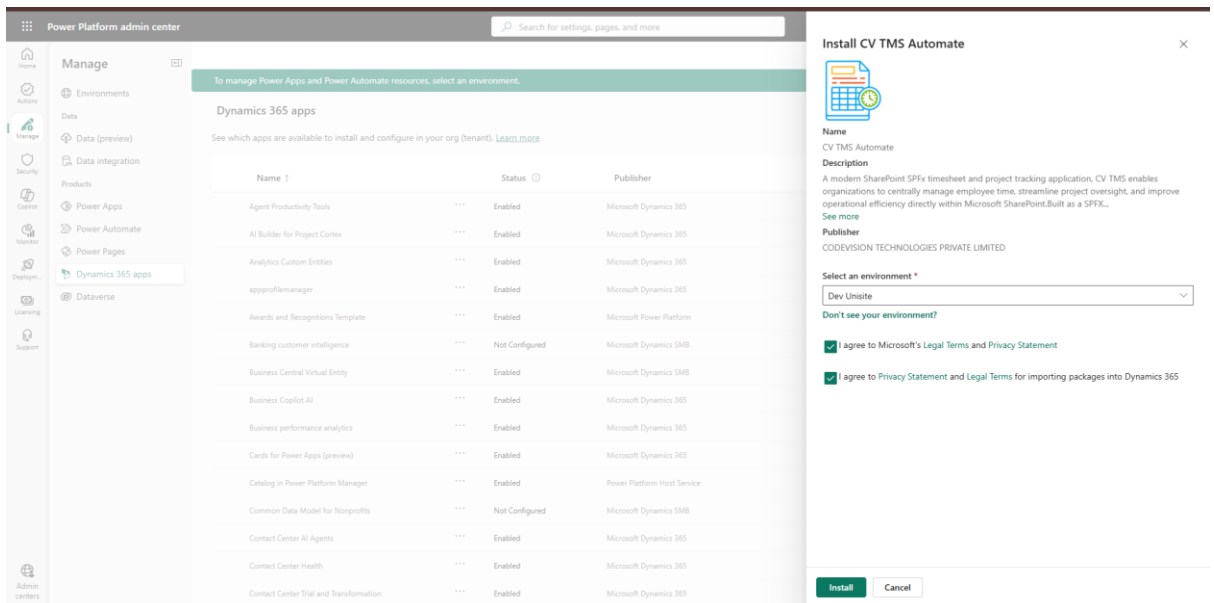 Power Platform admin center
Search for settings, pages, and more
Home
Actions
Manage
Security
Copilot
Monitor
Deploym...
Licensing
Support
Admin centers
Manage
Environments
Data
Data (preview)
Data integration
Products
Power Apps
Power Automate
Power Pages
Dynamics 365 apps
Dataverse
To manage Power Apps and Power Automate resources, select an environment.
Dynamics 365 apps
See which apps are available to install and configure in your org (tenant). Learn more
Name ↑ Status Publisher
Agent Productivity Tools ... Enabled Microsoft Dynamics 365
AI Builder for Project Cortex ... Enabled Microsoft Dynamics 365
Analytics Custom Entities ... Enabled Microsoft Dynamics 365
appprofilemanager ... Enabled Microsoft Dynamics 365
Awards and Recognitions Template ... Enabled Microsoft Power Platform
Banking customer intelligence ... Not Configured Microsoft Dynamics SMB
Business Central Virtual Entity ... Enabled Microsoft Dynamics SMB
Business Copilot AI ... Enabled Microsoft Dynamics 365
Business performance analytics ... Enabled Microsoft Dynamics 365
Cards for Power Apps (preview) ... Enabled Microsoft Dynamics 365
Catalog in Power Platform Manager ... Enabled Power Platform Host Service
Common Data Model for Nonprofits ... Not Configured Microsoft Dynamics SMB
Contact Center AI Agents ... Enabled Microsoft Dynamics 365
Contact Center Health ... Enabled Microsoft Dynamics 365
Contact Center Trial and Transformation ... Enabled Microsoft Dynamics 365
Install CV TMS Automate
Name
CV TMS Automate
Description
A modern SharePoint SPFx timesheet and project tracking application, CV TMS enables
organizations to centrally manage employee time, streamline project oversight, and improve
operational efficiency directly within Microsoft SharePoint.Built as a SPFX...
See more
Publisher
CODEVISION TECHNOLOGIES PRIVATE LIMITED
Select an environment *
Dev Unisite
Don't see your environment?
I agree to Microsoft's Legal Terms and Privacy Statement
I agree to Privacy Statement and Legal Terms for importing packages into Dynamics 365
Install Cancel